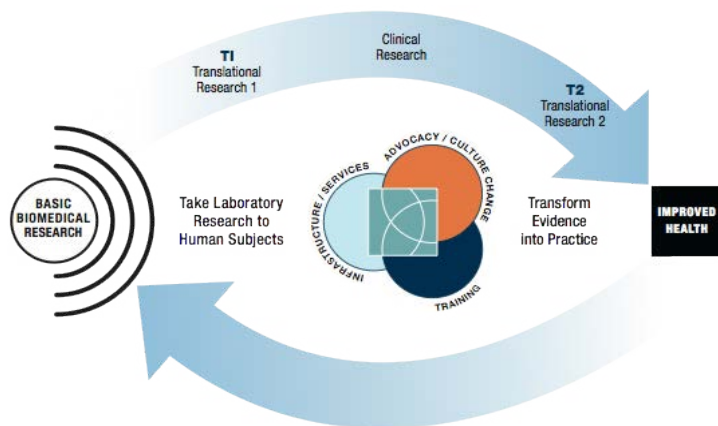 T1
Translational
Research 1
Clinical
Research
T2
Translational
Research 2
BASIC
BIOMEDICAL
RESEARCH
Take Laboratory
Research to
Human Subjects
INFRASTRUCTURE / SERVICES
ADVOCACY / CULTURE CHANGE
TRAINING
Transform
Evidence
into Practice
IMPROVED
HEALTH